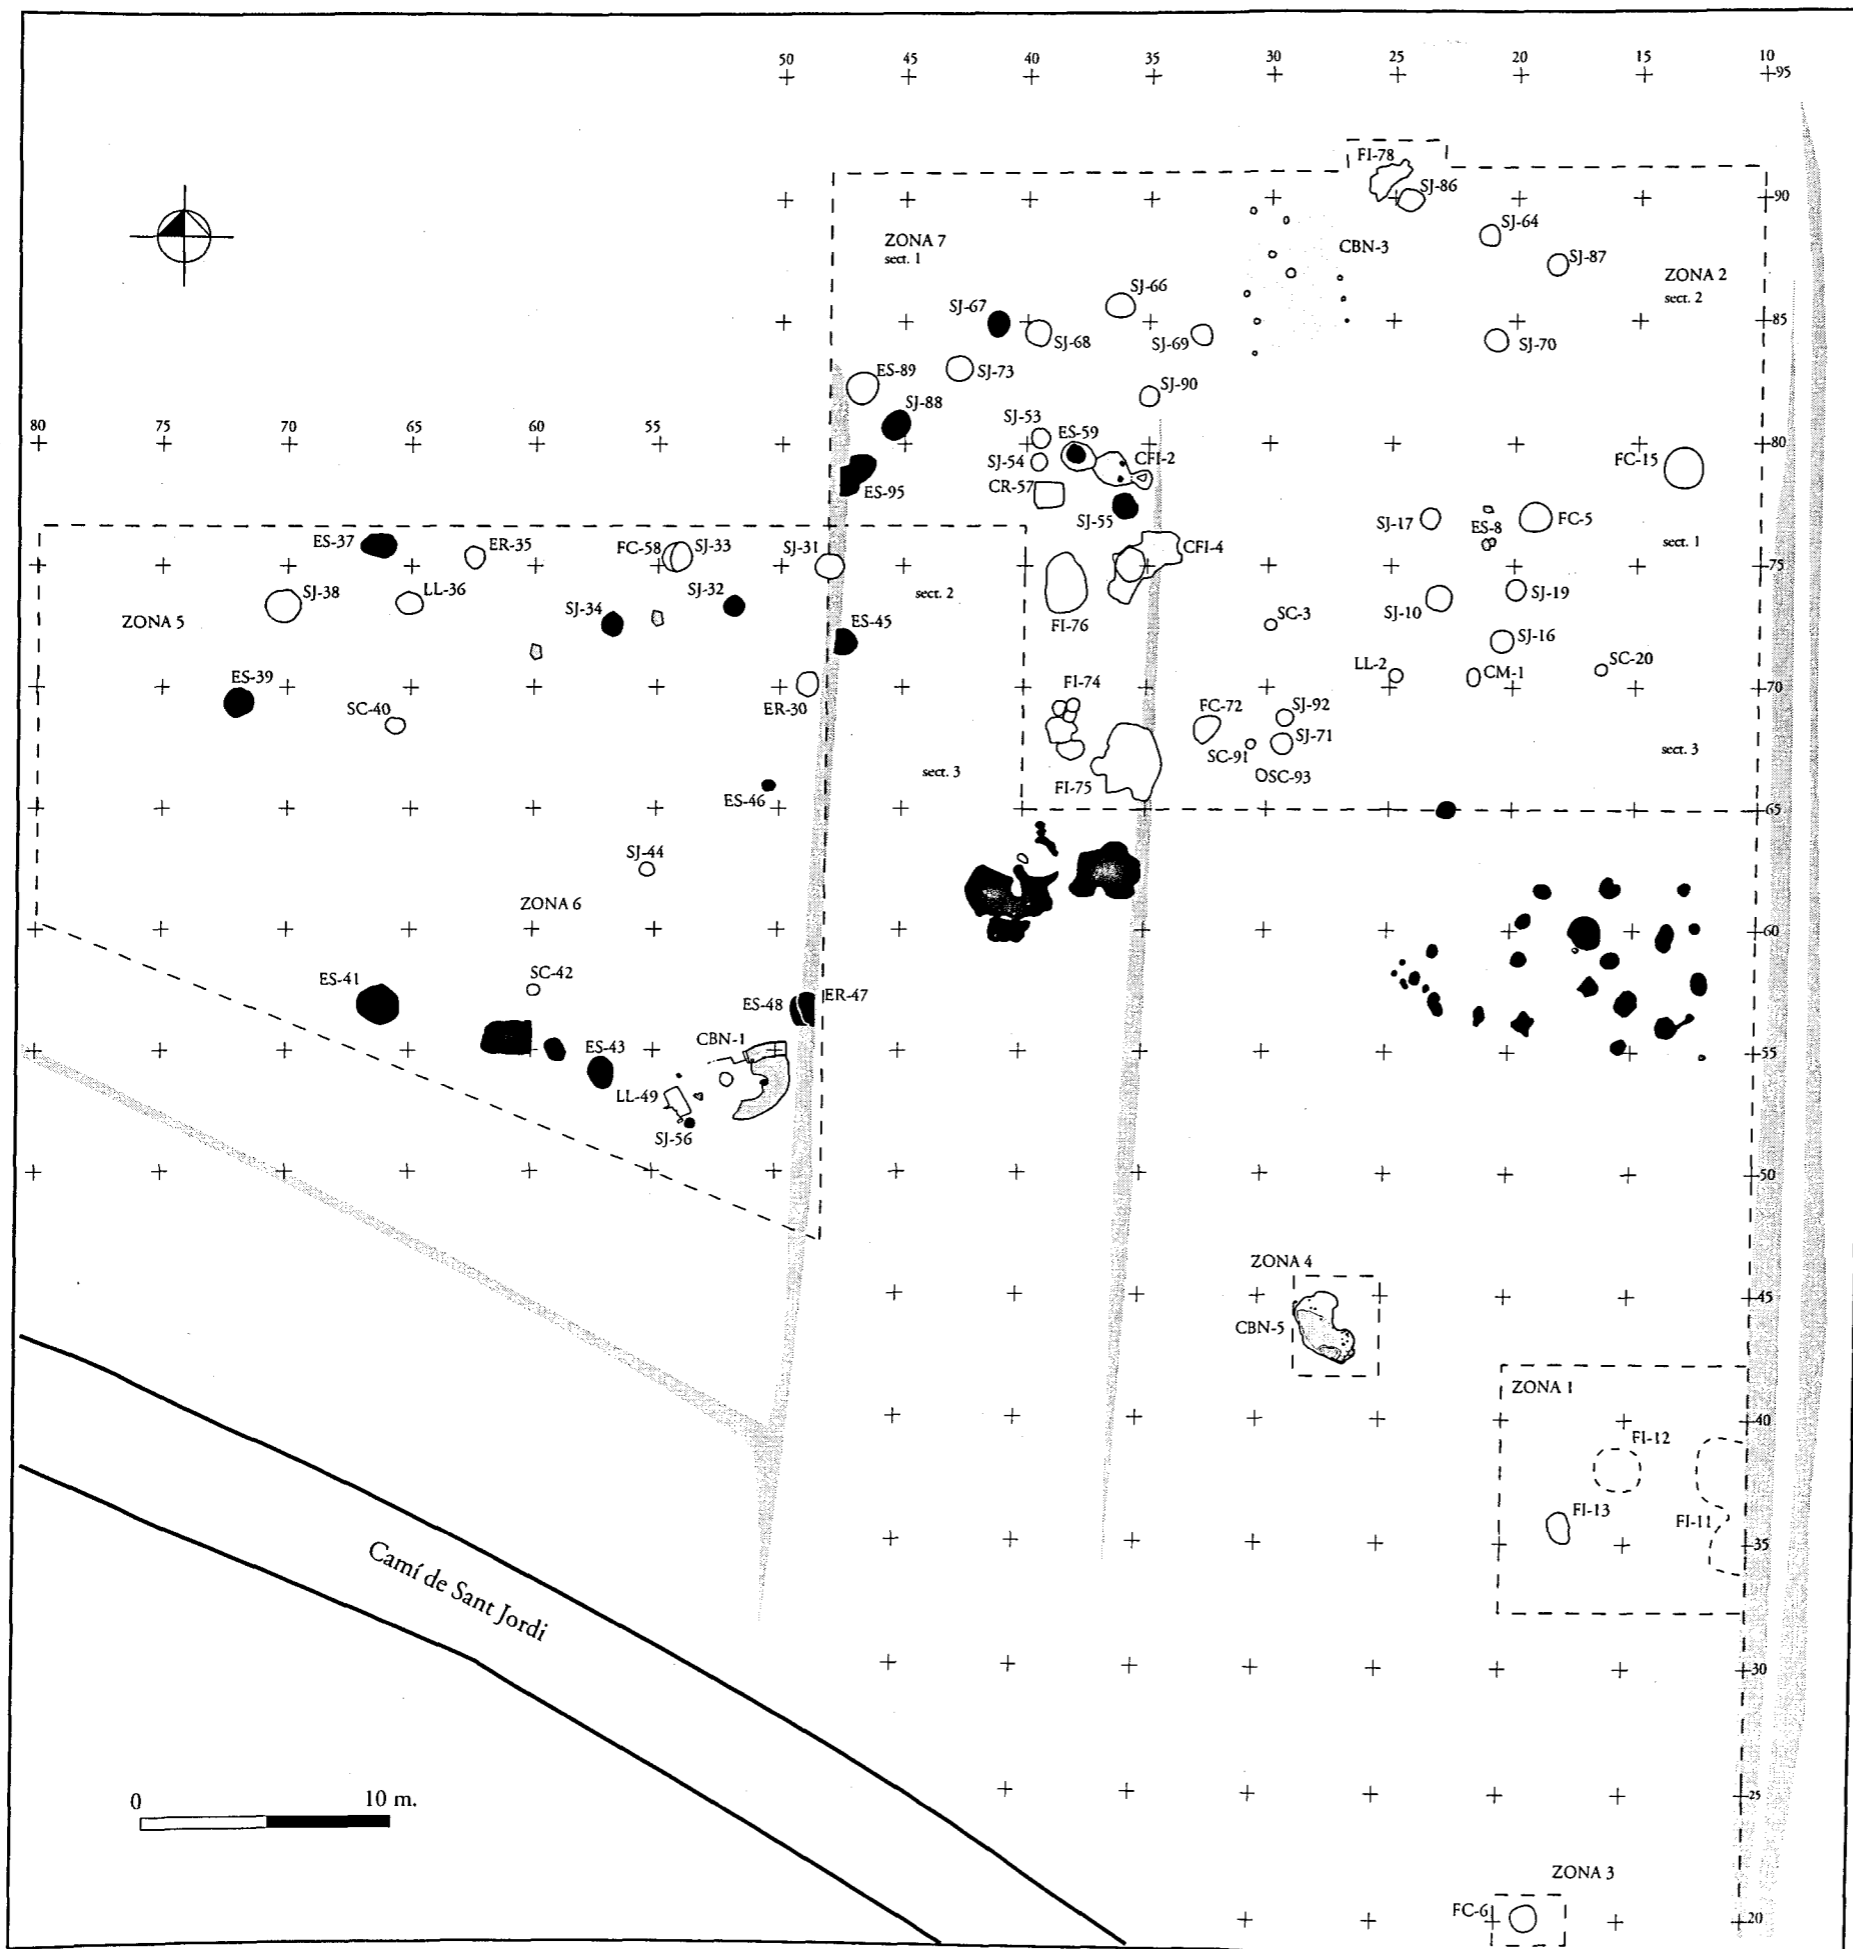 50 45 40 35 30 25 20 15 10
95
FI-78
SJ-86
90
SJ-64
ZONA 7
sect. 1
CBN-3
SJ-87
ZONA 2
sect. 2
SJ-66
SJ-67
85
SJ-68
SJ-69
SJ-70
ES-89
SJ-73
SJ-90
SJ-88
SJ-53
ES-59
80 75 70 65 60 55
80
SJ-54
CFI-2
FC-15
CR-57
ES-95
SJ-55
SJ-17
ES-8
FC-5
ES-37
ER-35
FC-58
SJ-33
SJ-31
CFI-4
sect. 1
75
SJ-38
LL-36
SJ-32
sect. 2
SJ-10
SJ-19
ZONA 5
SJ-34
FI-76
SC-3
ES-45
SJ-16
LL-2
CM-1
SC-20
ES-39
FI-74
70
SC-40
ER-30
FC-72
SJ-92
SJ-71
sect. 3
SC-91
sect. 3
SC-93
FI-75
ES-46
65
SJ-44
ZONA 6
60
ES-41
SC-42
ES-48
ER-47
CBN-1
ES-43
55
LL-49
SJ-56
50
ZONA 4
45
CBN-5
ZONA 1
40
FI-12
FI-13
FI-11
35
Camí de Sant Jordi
30
0 10 m.
25
ZONA 3
FC-6
20